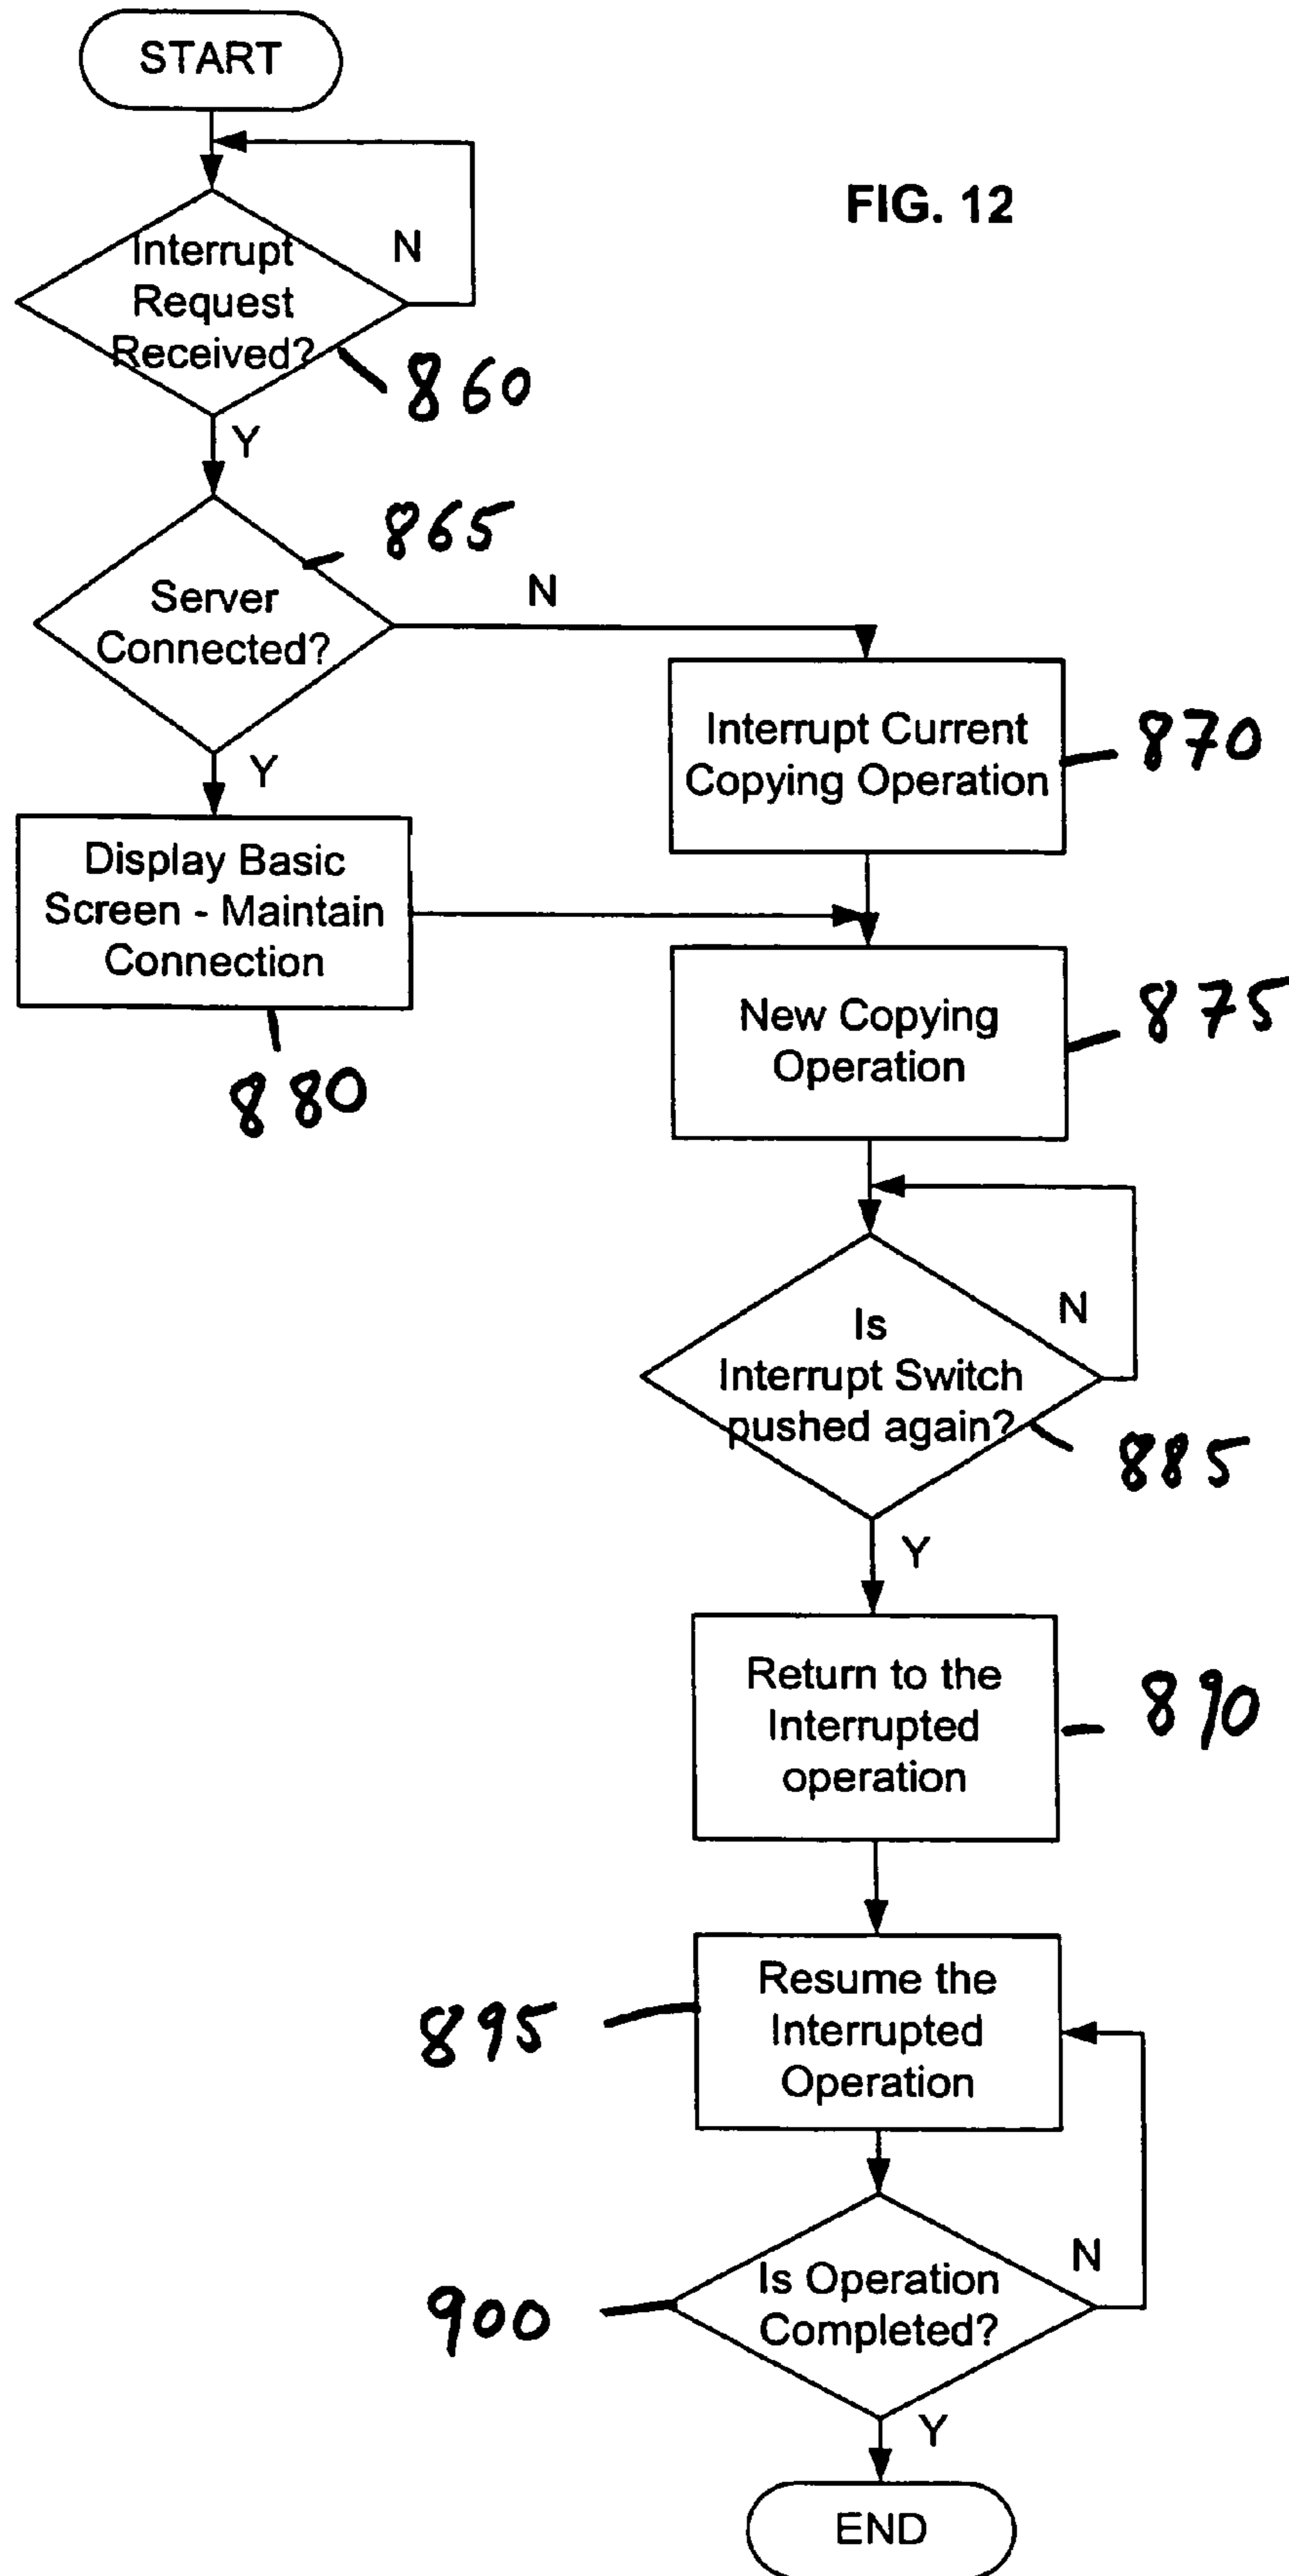 START
FIG. 12
N
Interrupt
Request
Received?
860
Y
865
N
Server
Connected?
Y
Interrupt Current
Copying Operation
870
Display Basic
Screen - Maintain
Connection
880
New Copying
Operation
875
N
Is
Interrupt Switch
pushed again?
885
Y
Return to the
Interrupted
operation
890
Resume the
Interrupted
Operation
895
N
Is Operation
Completed?
900
Y
END